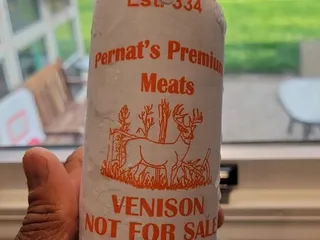 Est. 334
Pernat's Premium
Meats
VENISON
NOT FOR SALE